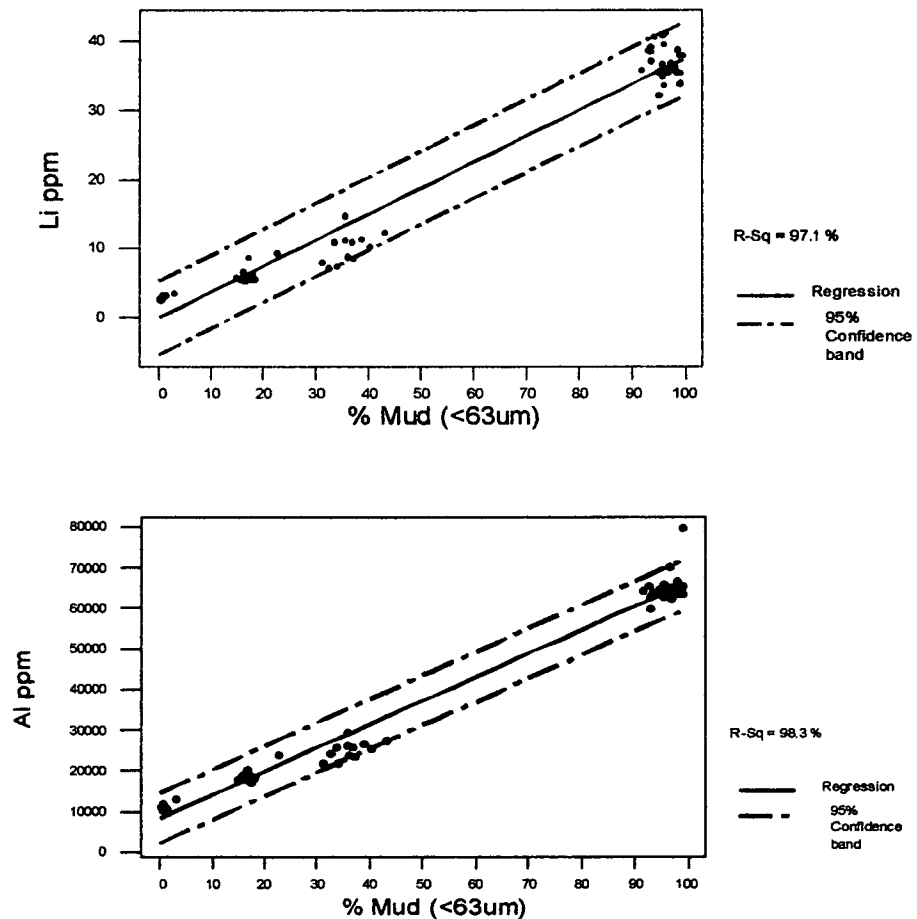 40
30
20
10
0
Li ppm
0 10 20 30 40 50 60 70 80 90 100
% Mud (<63um)
R-Sq = 97.1 %
Regression
95%
Confidence
band
80000
70000
60000
50000
40000
30000
20000
10000
0
Al ppm
0 10 20 30 40 50 60 70 80 90 100
% Mud (<63um)
R-Sq = 98.3 %
Regression
95%
Confidence
band